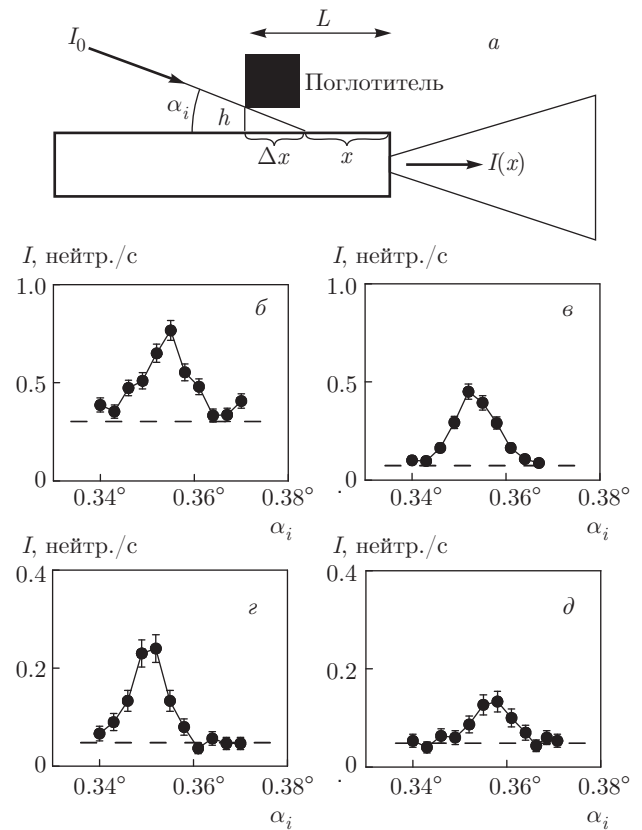 L
I₀
а
Поглотитель
αᵢ
h
Δx
x
I(x)
I, нейтр./с
I, нейтр./с
1.0
б
0.5
0
0.34° 0.36° 0.38°
αᵢ
1.0
в
0.5
0
0.34° 0.36° 0.38°
αᵢ
I, нейтр./с
I, нейтр./с
0.4
г
0.2
0
0.34° 0.36° 0.38°
αᵢ
0.4
д
0.2
0
0.34° 0.36° 0.38°
αᵢ